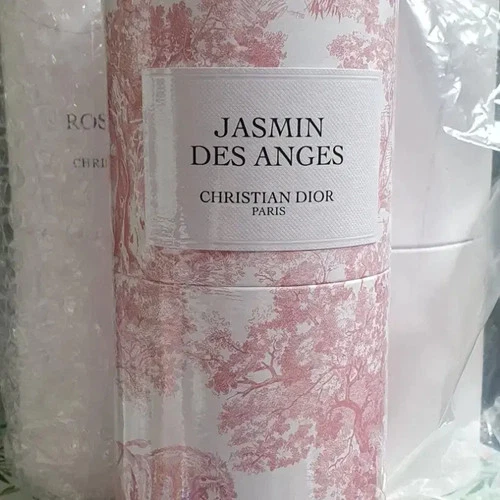 JASMIN
DES ANGES
CHRISTIAN DIOR
PARIS
ROS
CHRI